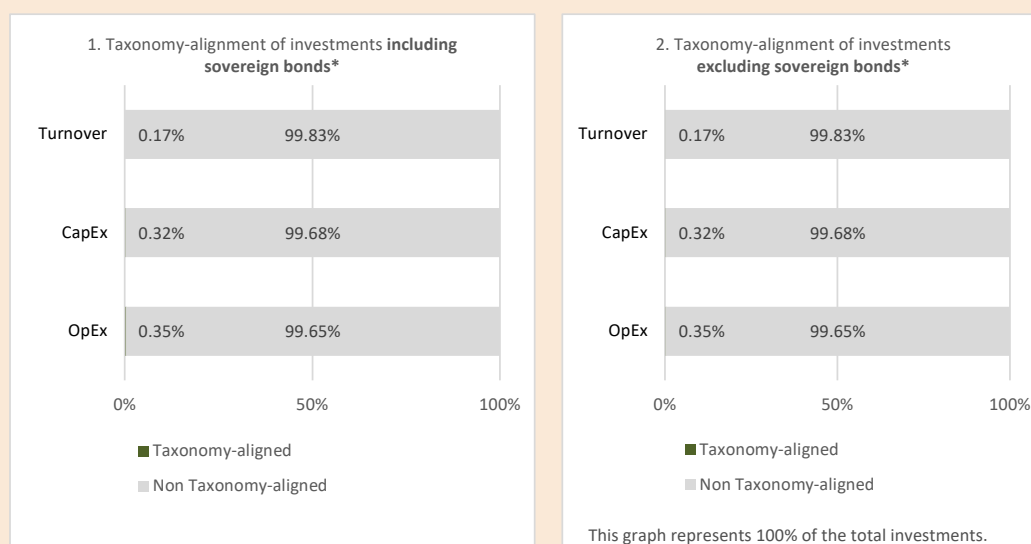 1. Taxonomy-alignment of investments including
sovereign bonds*
Turnover 0.17% 99.83%
CapEx 0.32% 99.68%
OpEx 0.35% 99.65%
0% 50% 100%
Taxonomy-aligned
Non Taxonomy-aligned
2. Taxonomy-alignment of investments
excluding sovereign bonds*
Turnover 0.17% 99.83%
CapEx 0.32% 99.68%
OpEx 0.35% 99.65%
0% 50% 100%
Taxonomy-aligned
Non Taxonomy-aligned
This graph represents 100% of the total investments.